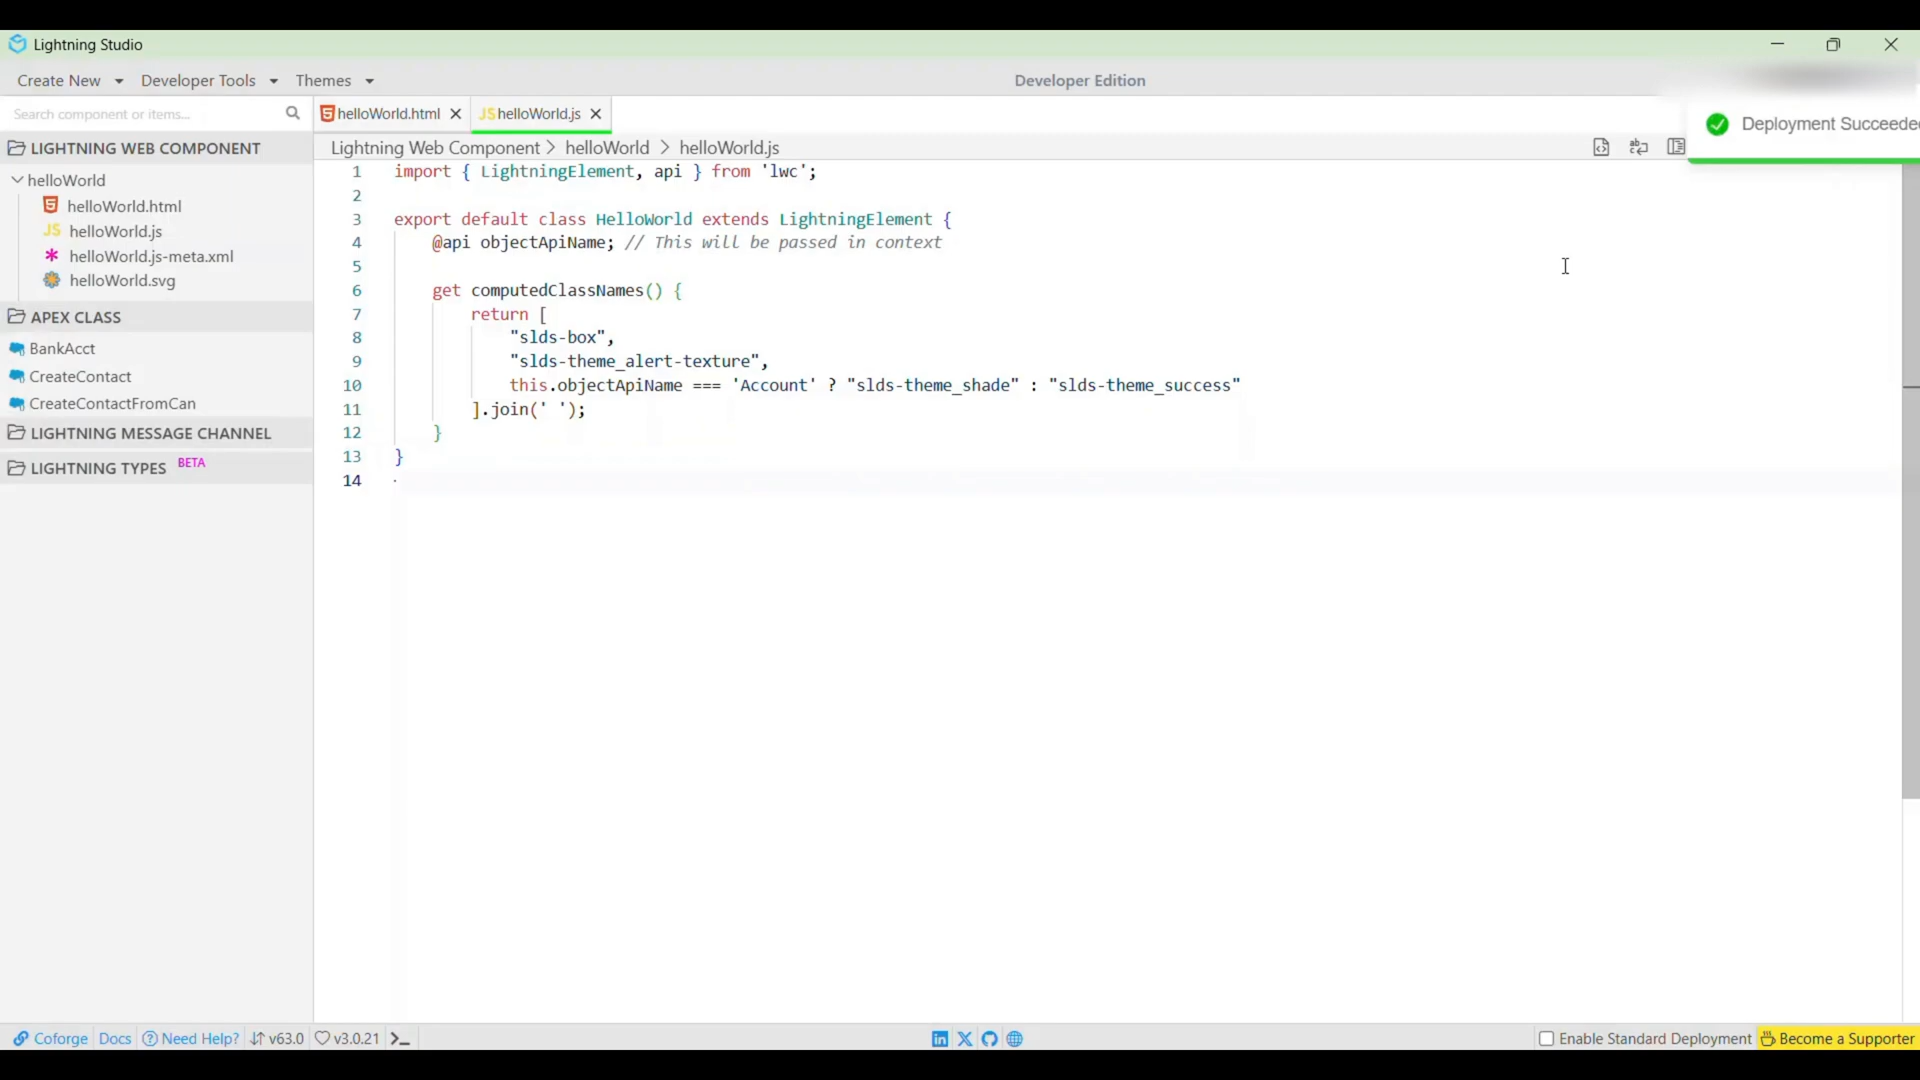 Lightning Studio
Create New Developer Tools Themes Developer Edition
Search component or items...
helloWorld.html JS helloWorld.js
Deployment Succeeded
LIGHTNING WEB COMPONENT
Lightning Web Component > helloWorld > helloWorld.js
helloWorld
helloWorld.html
JS helloWorld.js
helloWorld.js-meta.xml
helloWorld.svg
APEX CLASS
BankAcct
CreateContact
CreateContactFromCan
LIGHTNING MESSAGE CHANNEL
LIGHTNING TYPES BETA
1 import { LightningElement, api } from 'lwc';
2
3 export default class HelloWorld extends LightningElement {
4 @api objectApiName; // This will be passed in context
5
6 get computedClassNames() {
7 return [
8 "slds-box",
9 "slds-theme_alert-texture",
10 this.objectApiName === 'Account' ? "slds-theme_shade" : "slds-theme_success"
11 ].join(' ');
12 }
13 }
14
Coforge Docs Need Help? v63.0 v3.0.21 Enable Standard Deployment Become a Supporter